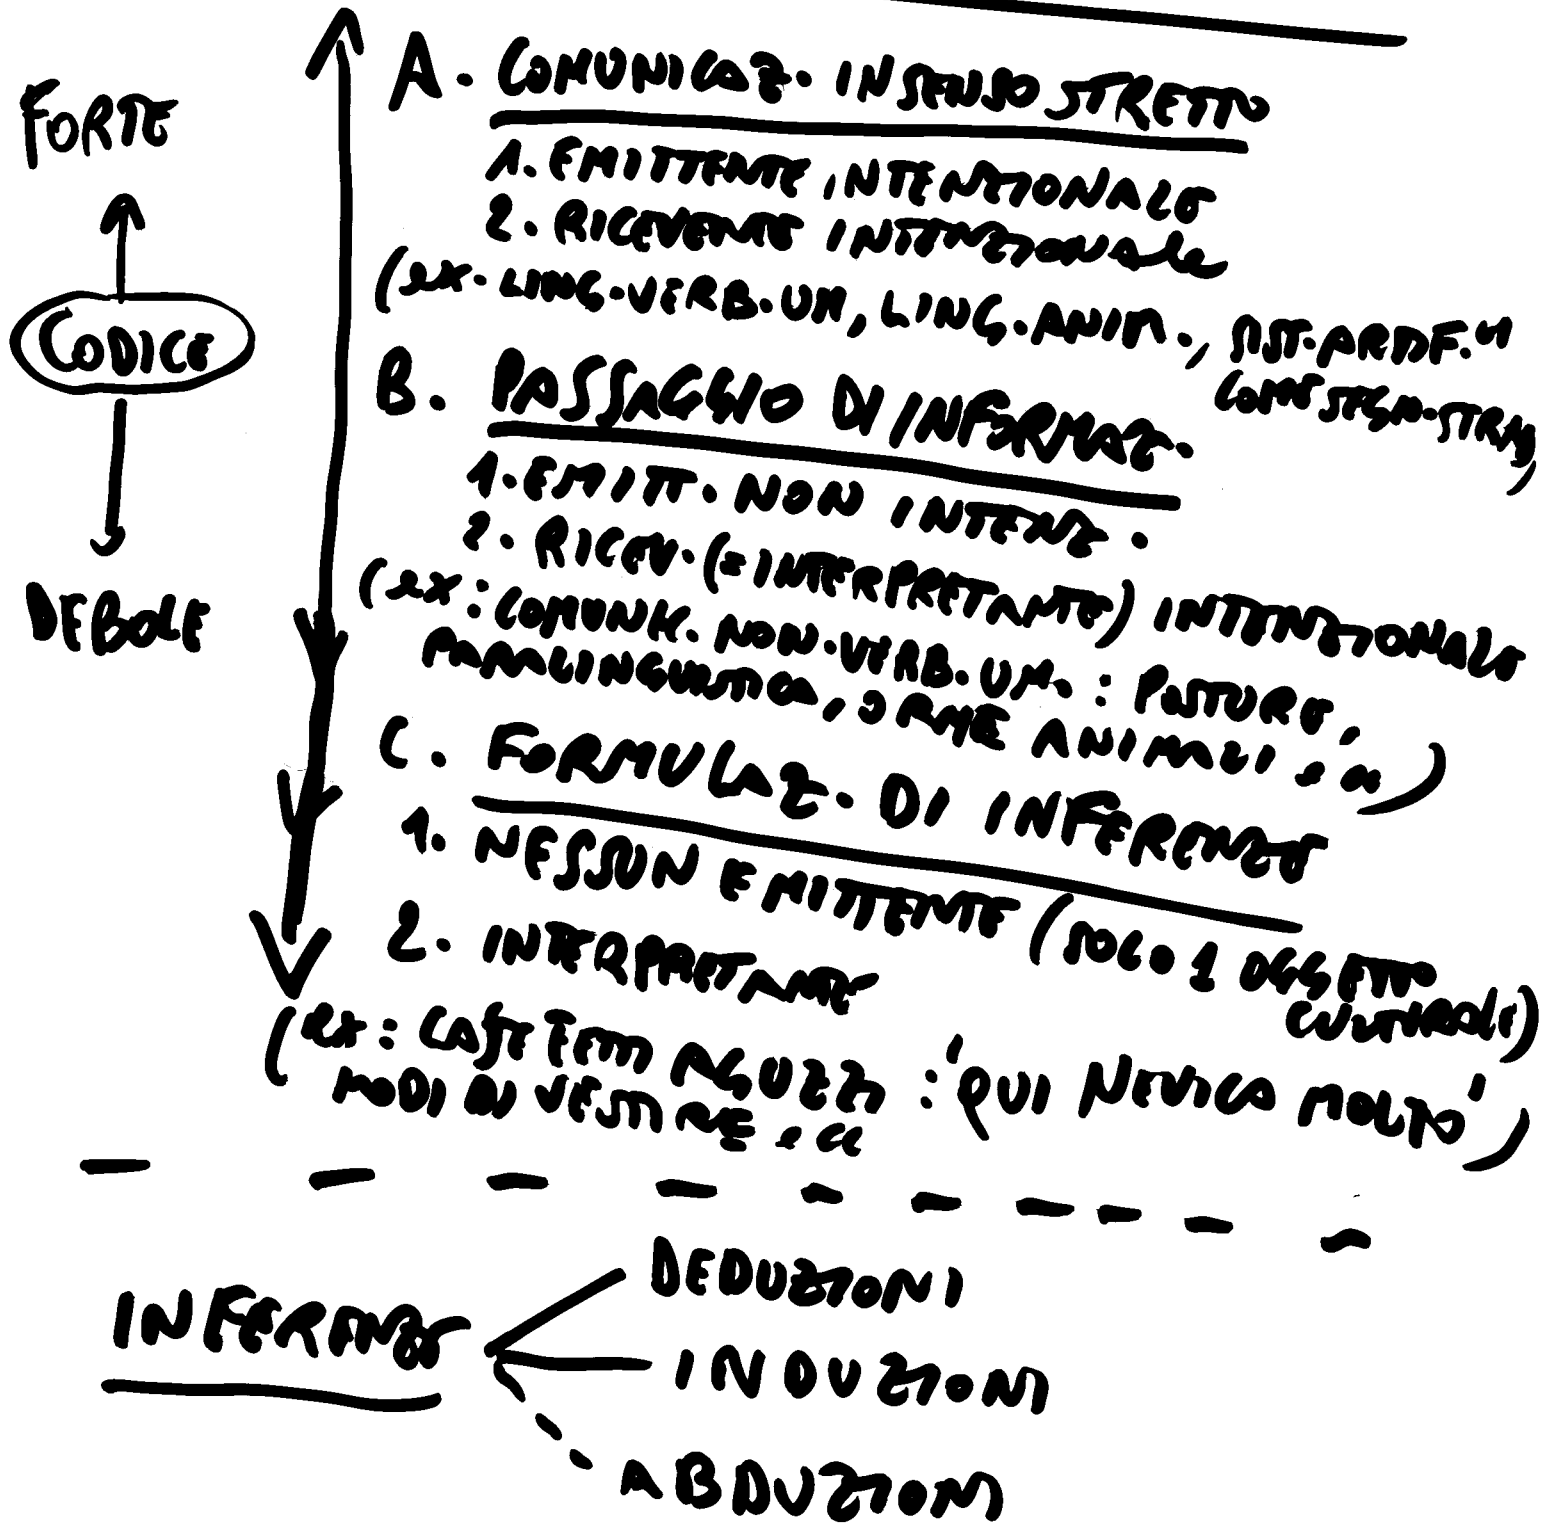 FORTE
CODICE
DEBOLE
A. COMUNICAZ. IN SENSO STRETTO
1. EMITTENTE INTENZIONALE
2. RICEVENTE INTENZIONALE
(ex. LING. VERB. UM, LING. ANIM., SIST. ARTIF.LI
COME SEGN. STRAD)
B. PASSAGGIO DI INFORMAZ.
1. EMITT. NON INTENZ.
2. RICEV. (= INTERPRETANTE) INTENZIONALE
(ex: COMUNIC. NON. VERB. UM. : POSTURE,
PARALINGUISTICA, ORME ANIMALI ecc)
C. FORMULAZ. DI INFERENZE
1. NESSUN EMITTENTE (SOLO 1 OGGETTO
CULTURALE)
2. INTERPRETANTE
(ex: CASE TETTI AGUZZI : 'QUI NEVICA MOLTO')
MODI DI VESTIRE ecc
INFERENZE
DEDUZIONI
INDUZIONI
ABDUZIONI